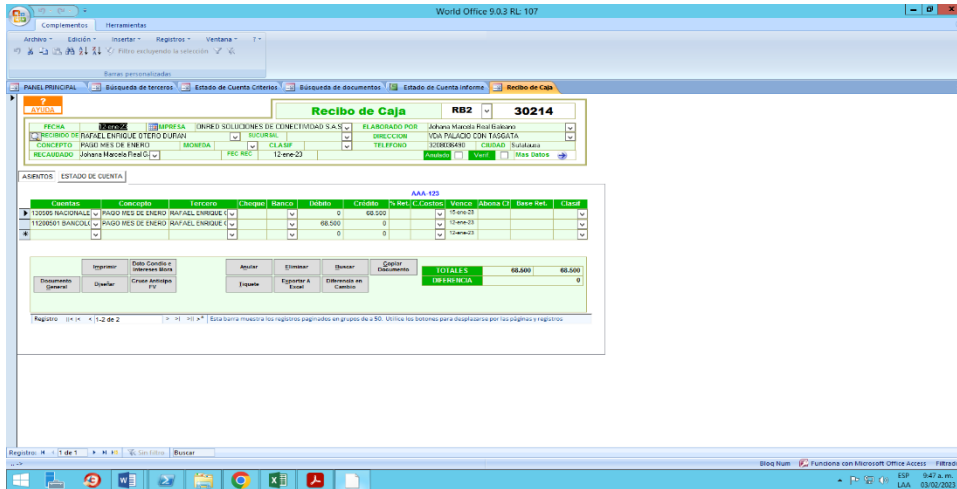 World Office 9.0.3 RL: 107
Complementos Herramientas
Archivo Edición Insertar Registros Ventana ?
Filtro excluyendo la selección
Barras personalizadas
PANEL PRINCIPAL Búsqueda de terceros Estado de Cuenta Criterios Búsqueda de documentos Estado de Cuenta Informe Recibo de Caja
? AYUDA
Recibo de Caja RB2 30214
FECHA 12-ene-23 EMPRESA ONRED SOLUCIONES DE CONECTIVIDAD S.A.S ELABORADO POR Johana Marcela Real Galeano
RECIBIDO DE RAFAEL ENRIQUE OTERO DURAN SUCURSAL DIRECCION VDA PALACIO CON TASGATA
CONCEPTO PAGO MES DE ENERO MONEDA CLASIF TELEFONO 3208036490 CIUDAD Sutatausa
RECAUDADO Johana Marcela Real G. FEC REC 12-ene-23 Anulado Verif Mas Datos
ASIENTOS ESTADO DE CUENTA
AAA-123
Cuentas Concepto Tercero Cheque Banco Débito Crédito % Ret. C.Costos Vence Abona Cl Base Ret. Clasif
130505 NACIONALE PAGO MES DE ENERO RAFAEL ENRIQUE 0 68.500 15-ene-23
11200501 BANCOL PAGO MES DE ENERO RAFAEL ENRIQUE 68.500 0 12-ene-23
0 0 12-ene-23
Imprimir Dato Condic e Intereses Mora Anular Eliminar Buscar Copiar Documento TOTALES 68.500 68.500
Documento General Diseñar Cruce Anticipo FV Tiquete Exportar A Excel Diferencia en Cambio DIFERENCIA 0
Registro 1-2 de 2 Esta barra muestra los registros paginados en grupos de a 50. Utilice los botones para desplazarse por las páginas y registros
Registro: 1 de 1 Sin filtro Buscar
Bloq Num Funciona con Microsoft Office Access Filtrad
ESP 9:47 a. m.
LAA 03/02/2023